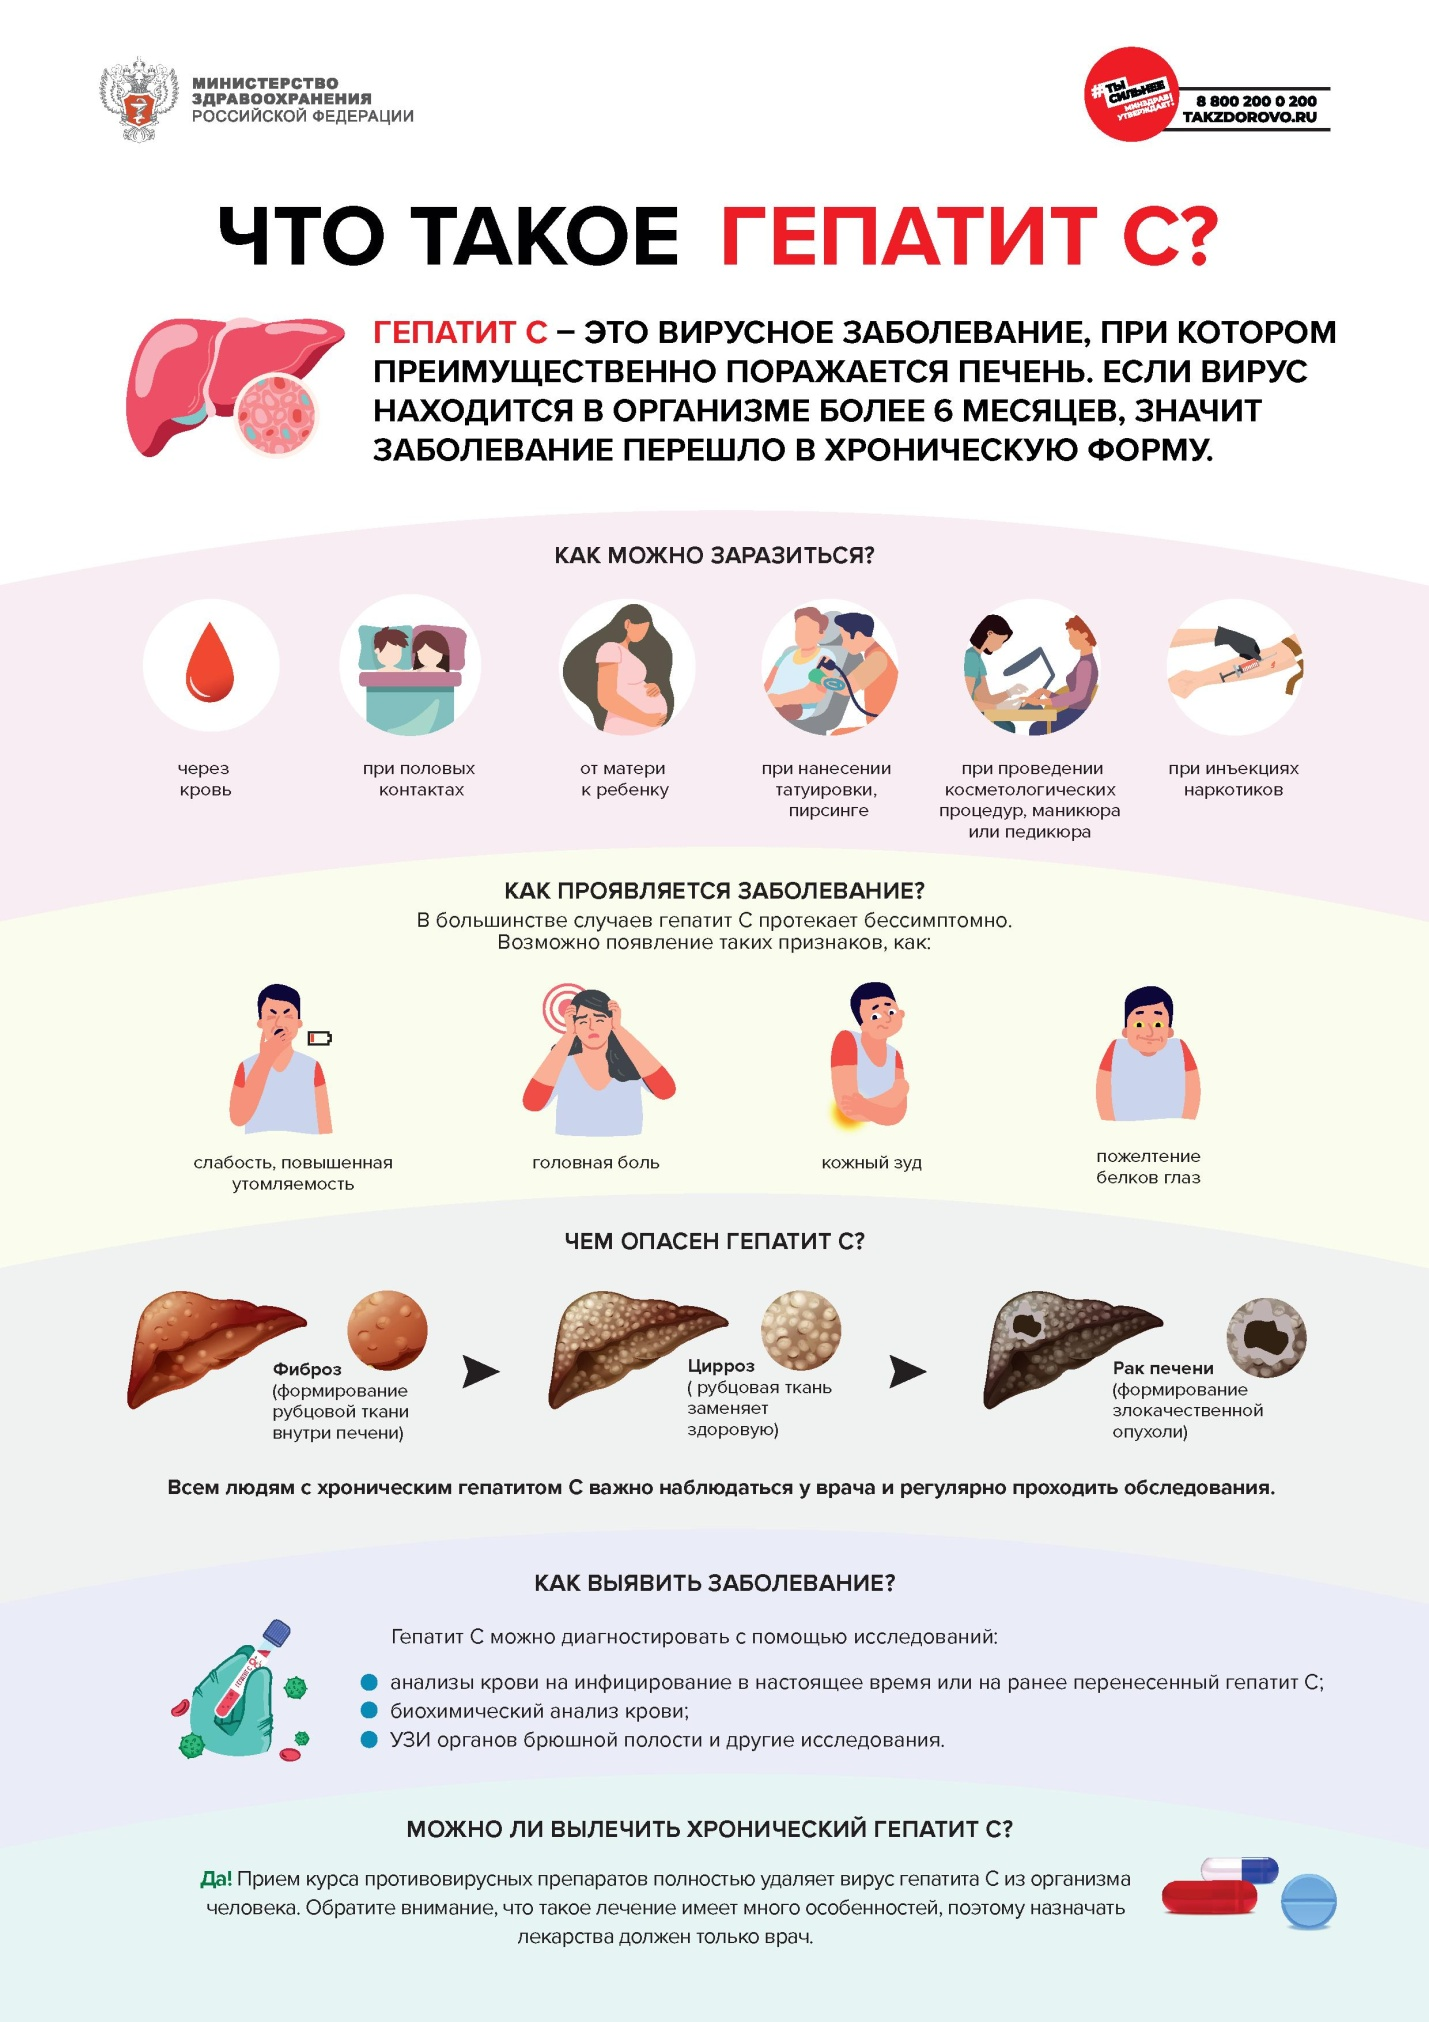 МИНИСТЕРСТВО
ЗДРАВООХРАНЕНИЯ
РОССИЙСКОЙ ФЕДЕРАЦИИ
#ТЫ
СИЛЬНЕЕ
МИНЗДРАВ
УТВЕРЖДАЕТ!
8 800 200 0 200
TAKZDOROVO.RU
ЧТО ТАКОЕ ГЕПАТИТ С?
ГЕПАТИТ С – ЭТО ВИРУСНОЕ ЗАБОЛЕВАНИЕ, ПРИ КОТОРОМ
ПРЕИМУЩЕСТВЕННО ПОРАЖАЕТСЯ ПЕЧЕНЬ. ЕСЛИ ВИРУС
НАХОДИТСЯ В ОРГАНИЗМЕ БОЛЕЕ 6 МЕСЯЦЕВ, ЗНАЧИТ
ЗАБОЛЕВАНИЕ ПЕРЕШЛО В ХРОНИЧЕСКУЮ ФОРМУ.
КАК МОЖНО ЗАРАЗИТЬСЯ?
через
кровь
при половых
контактах
от матери
к ребенку
при нанесении
татуировки,
пирсинге
при проведении
косметологических
процедур, маникюра
или педикюра
при инъекциях
наркотиков
КАК ПРОЯВЛЯЕТСЯ ЗАБОЛЕВАНИЕ?
В большинстве случаев гепатит С протекает бессимптомно.
Возможно появление таких признаков, как:
слабость, повышенная
утомляемость
головная боль
кожный зуд
пожелтение
белков глаз
ЧЕМ ОПАСЕН ГЕПАТИТ С?
Фиброз
(формирование
рубцовой ткани
внутри печени)
Цирроз
( рубцовая ткань
заменяет
здоровую)
Рак печени
(формирование
злокачественной
опухоли)
Всем людям с хроническим гепатитом С важно наблюдаться у врача и регулярно проходить обследования.
КАК ВЫЯВИТЬ ЗАБОЛЕВАНИЕ?
Гепатит С можно диагностировать с помощью исследований:
анализы крови на инфицирование в настоящее время или на ранее перенесенный гепатит С;
биохимический анализ крови;
УЗИ органов брюшной полости и другие исследования.
МОЖНО ЛИ ВЫЛЕЧИТЬ ХРОНИЧЕСКИЙ ГЕПАТИТ С?
Да! Прием курса противовирусных препаратов полностью удаляет вирус гепатита С из организма
человека. Обратите внимание, что такое лечение имеет много особенностей, поэтому назначать
лекарства должен только врач.